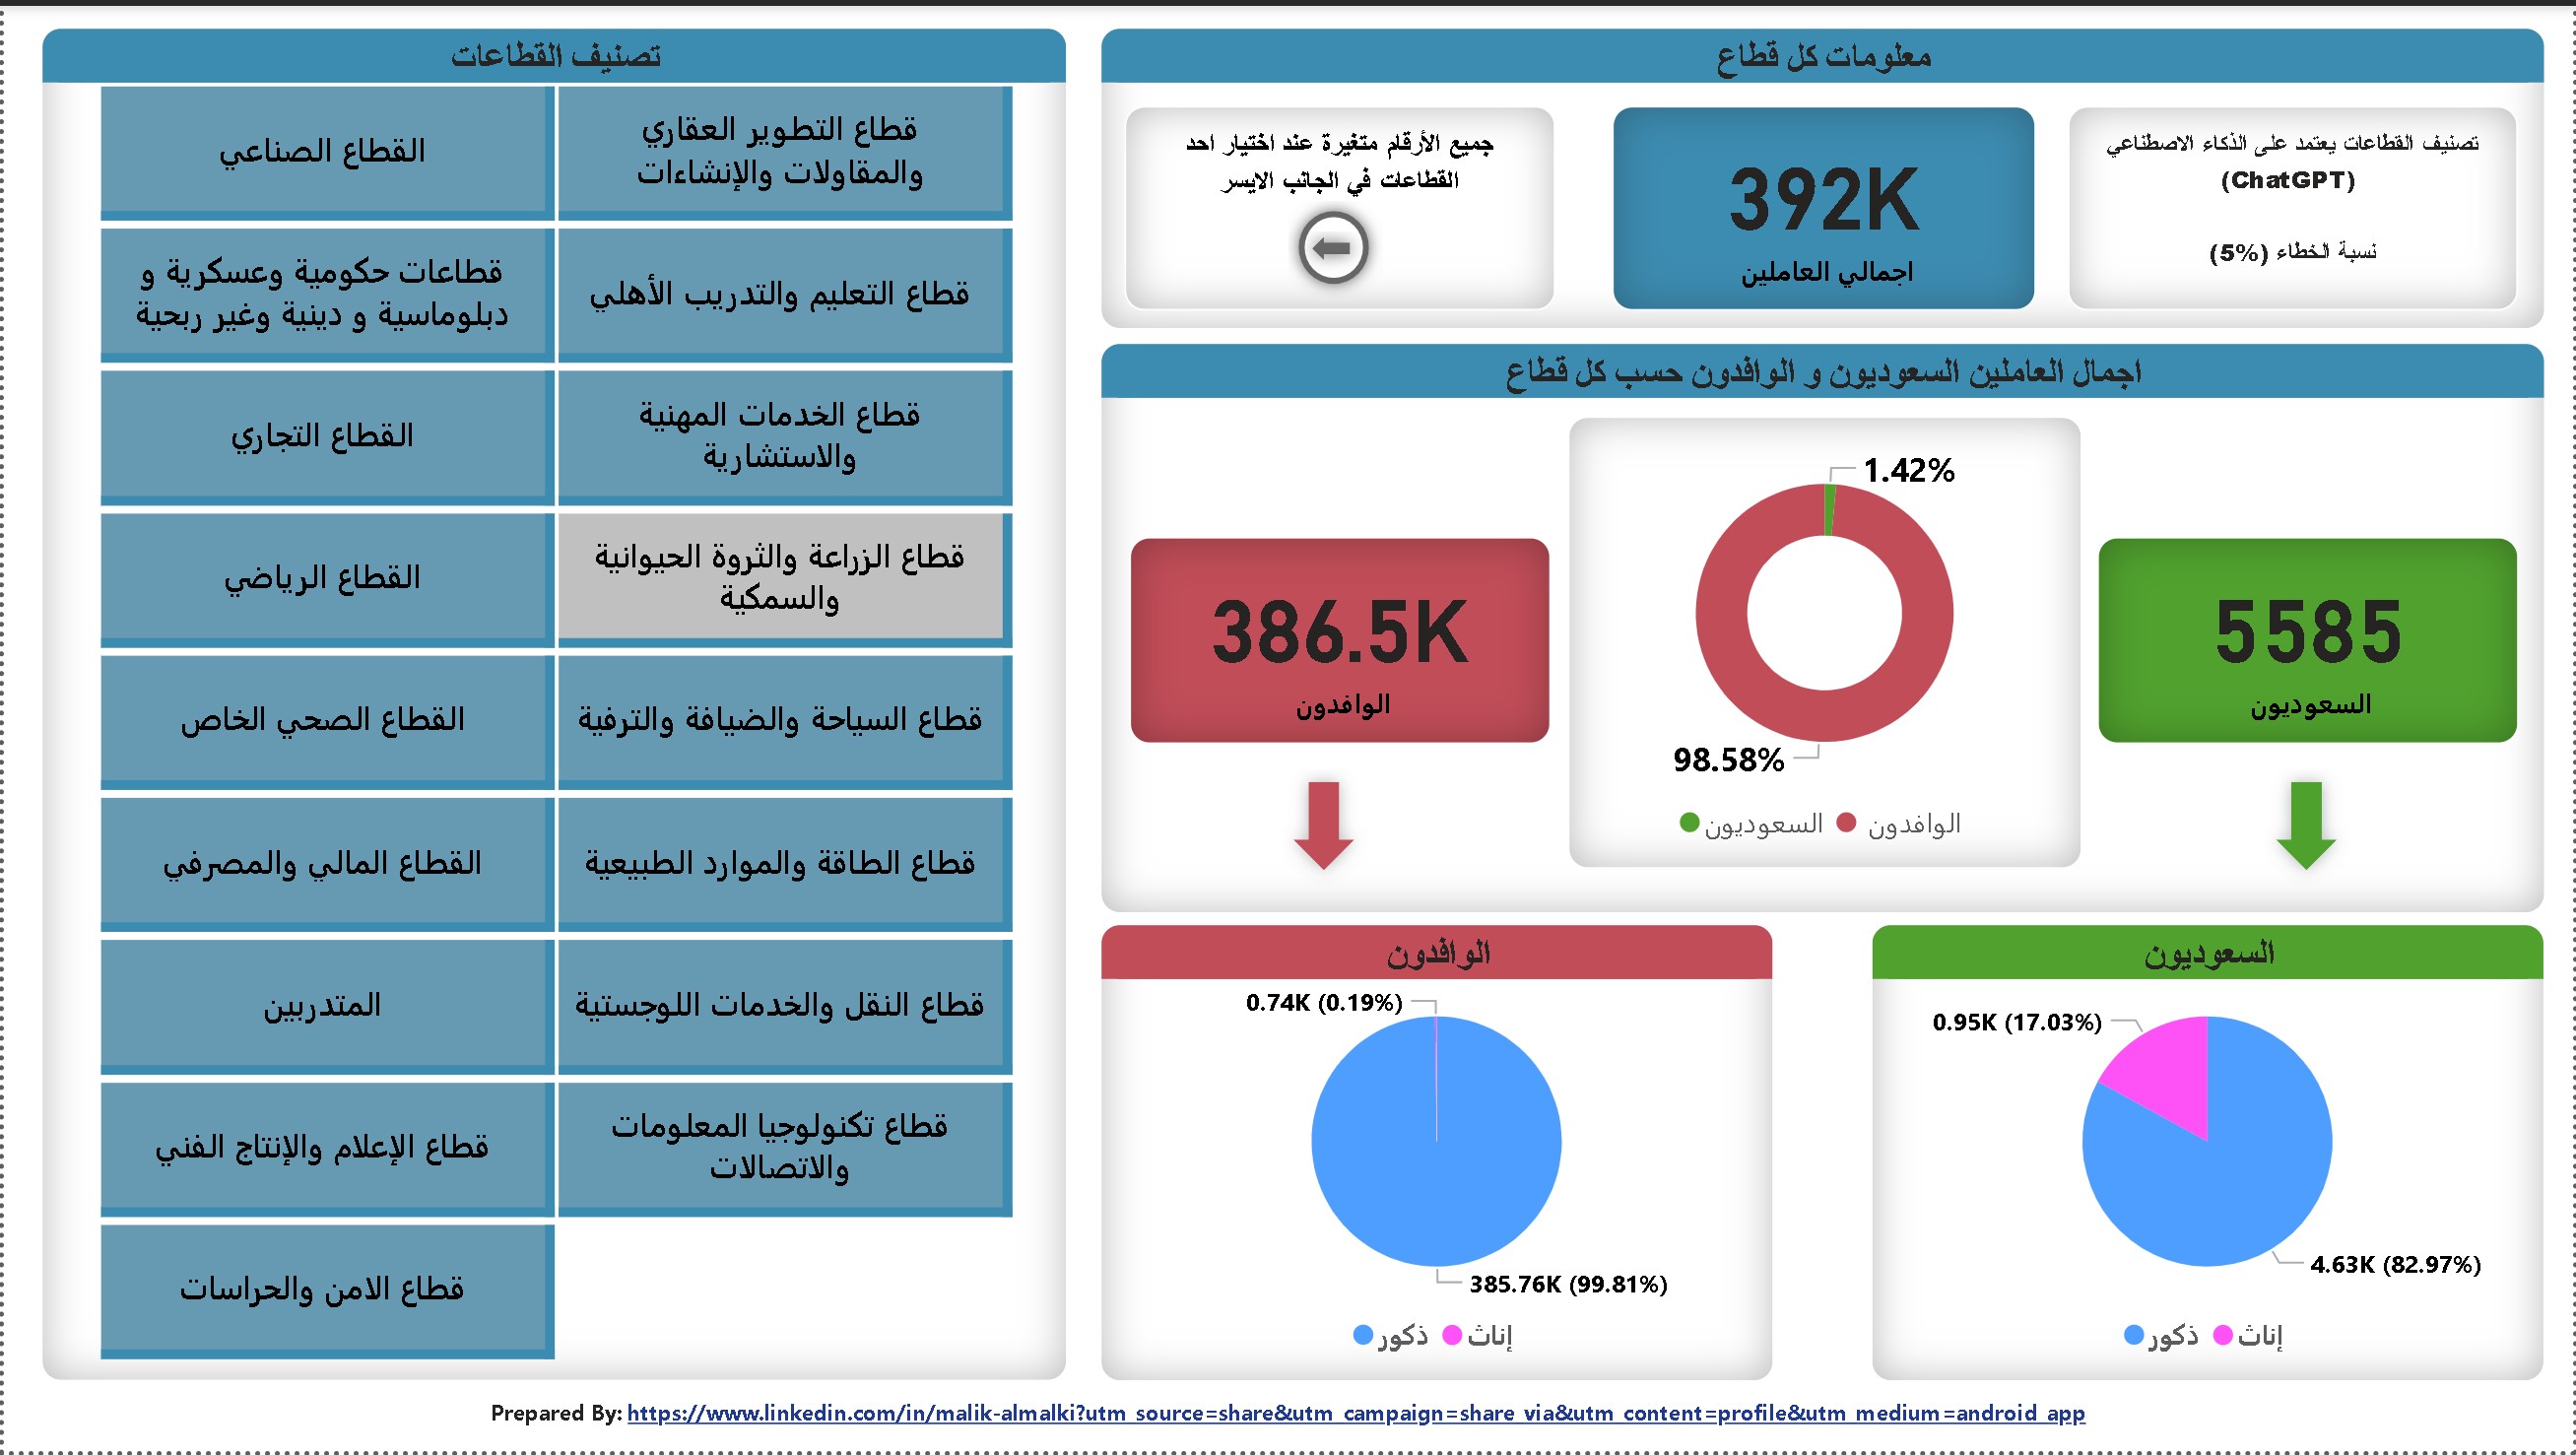 معلومات كل قطاع
تصنيف القطاعات يعتمد على الذكاء الاصطناعي
(ChatGPT)
نسبة الخطاء (5%)
392K
اجمالي العاملين
جميع الأرقام متغيرة عند اختيار احد
القطاعات في الجانب الايسر
اجمال العاملين السعوديون و الوافدون حسب كل قطاع
5585
السعوديون
1.42%
98.58%
الوافدون
السعوديون
386.5K
الوافدون
السعوديون
0.95K (17.03%)
4.63K (82.97%)
إناث
ذكور
الوافدون
0.74K (0.19%)
385.76K (99.81%)
إناث
ذكور
تصنيف القطاعات
قطاع التطوير العقاري
والمقاولات والإنشاءات
القطاع الصناعي
قطاع التعليم والتدريب الأهلي
قطاعات حكومية وعسكرية و
دبلوماسية و دينية وغير ربحية
قطاع الخدمات المهنية
والاستشارية
القطاع التجاري
قطاع الزراعة والثروة الحيوانية
والسمكية
القطاع الرياضي
قطاع السياحة والضيافة والترفية
القطاع الصحي الخاص
قطاع الطاقة والموارد الطبيعية
القطاع المالي والمصرفي
قطاع النقل والخدمات اللوجستية
المتدربين
قطاع تكنولوجيا المعلومات
والاتصالات
قطاع الإعلام والإنتاج الفني
قطاع الامن والحراسات
Prepared By: https://www.linkedin.com/in/malik-almalki?utm_source=share&utm_campaign=share_via&utm_content=profile&utm_medium=android_app